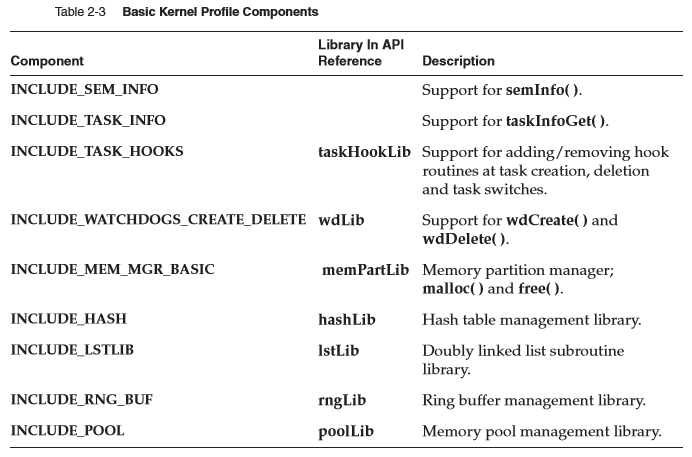 Table 2-3 Basic Kernel Profile Components
Library In API
Component Reference Description
INCLUDE_SEM_INFO Support for semInfo( ).
INCLUDE_TASK_INFO Support for taskInfoGet( ).
INCLUDE_TASK_HOOKS taskHookLib Support for adding/removing hook
routines at task creation, deletion
and task switches.
INCLUDE_WATCHDOGS_CREATE_DELETE wdLib Support for wdCreate( ) and
wdDelete( ).
INCLUDE_MEM_MGR_BASIC memPartLib Memory partition manager;
malloc( ) and free( ).
INCLUDE_HASH hashLib Hash table management library.
INCLUDE_LSTLIB lstLib Doubly linked list subroutine
library.
INCLUDE_RNG_BUF rngLib Ring buffer management library.
INCLUDE_POOL poolLib Memory pool management library.